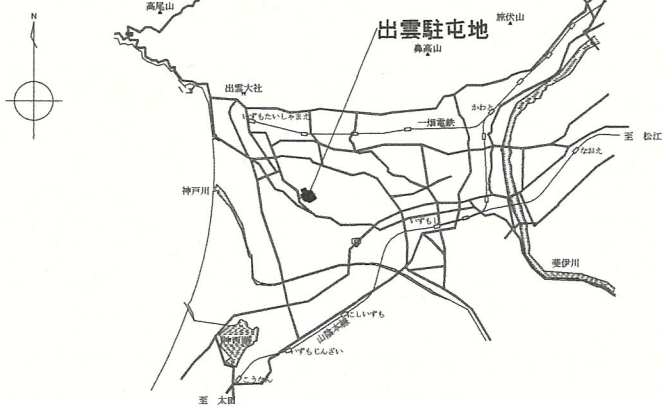 N
高尾山
旅伏山
出雲駐屯地
鼻高山
出雲大社
かわと
いずもたいしゃまえ
一畑電鉄
至 松江
なおえ
神戸川
いずもし
斐伊川
にしいずも
山陰本線
神西湖
いずもじんざい
こうなん
至 太田